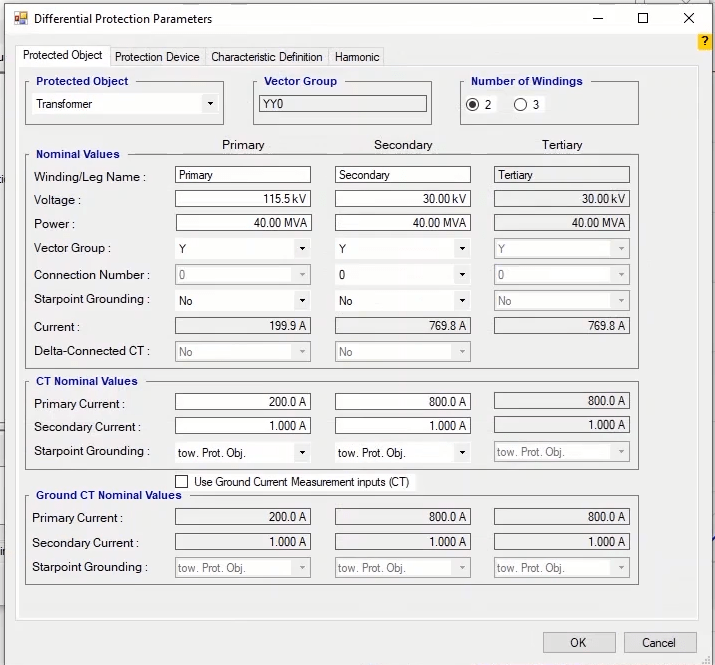 Differential Protection Parameters
?
Protected Object Protection Device Characteristic Definition Harmonic
Protected Object Vector Group Number of Windings
Transformer YY0 2 3
Primary Secondary Tertiary
Nominal Values
Winding/Leg Name : Primary Secondary Tertiary
Voltage : 115.5 kV 30.00 kV 30.00 kV
Power : 40.00 MVA 40.00 MVA 40.00 MVA
Vector Group : Y Y Y
Connection Number : 0 0 0
Starpoint Grounding : No No No
Current : 199.9 A 769.8 A 769.8 A
Delta-Connected CT : No No
CT Nominal Values
Primary Current : 200.0 A 800.0 A 800.0 A
Secondary Current : 1.000 A 1.000 A 1.000 A
Starpoint Grounding : tow. Prot. Obj. tow. Prot. Obj. tow. Prot. Obj.
Use Ground Current Measurement inputs (CT)
Ground CT Nominal Values
Primary Current : 200.0 A 800.0 A 800.0 A
Secondary Current : 1.000 A 1.000 A 1.000 A
Starpoint Grounding : tow. Prot. Obj. tow. Prot. Obj. tow. Prot. Obj.
OK Cancel